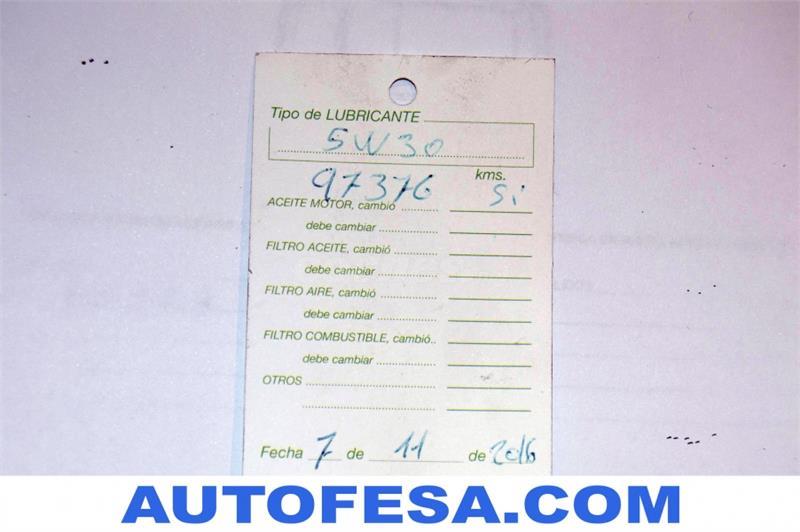 Tipo de LUBRICANTE
5W30
kms.
97376 Si
ACEITE MOTOR, cambió
debe cambiar
FILTRO ACEITE, cambió
debe cambiar
FILTRO AIRE, cambió
debe cambiar
FILTRO COMBUSTIBLE, cambió..
debe cambiar
OTROS
Fecha 7 de 11 de 2016
AUTOFESA.COM